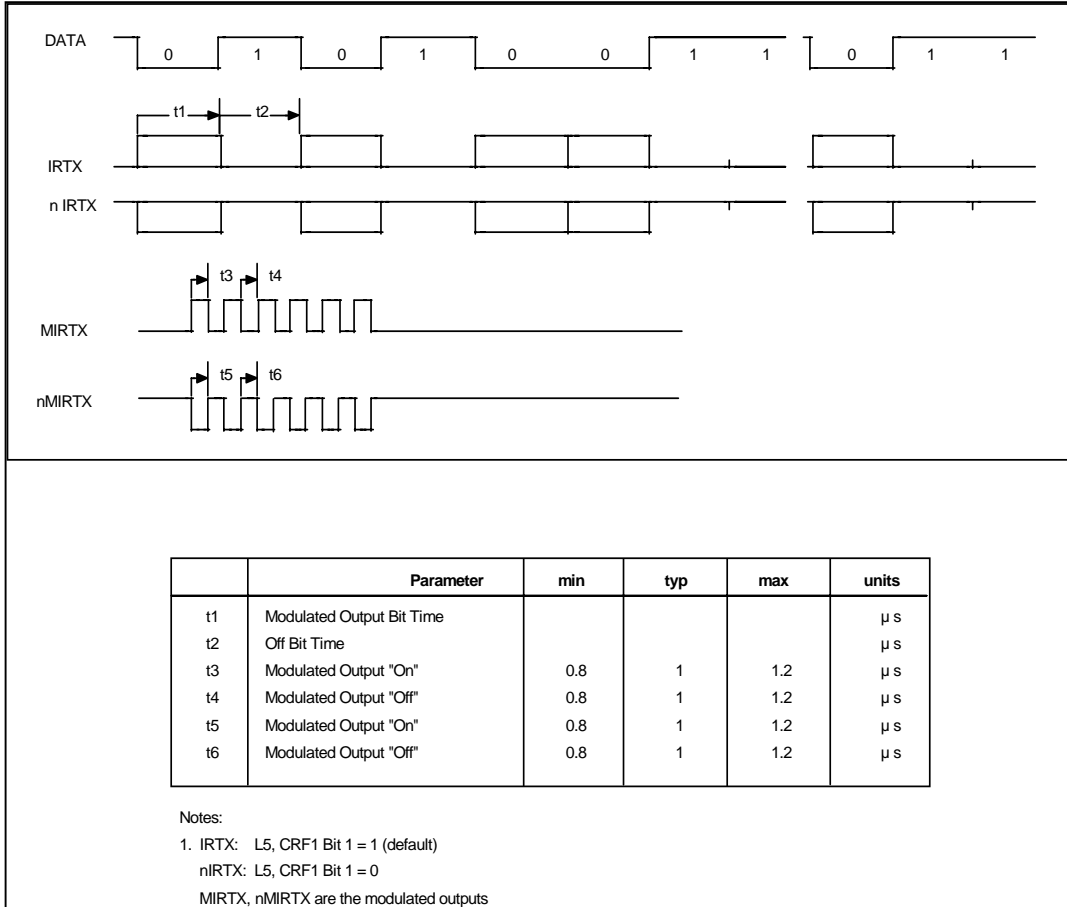 DATA 0 1 0 1 0 0 1 1 0 1 1
t1 t2
IRTX
n IRTX
t3 t4
MIRTX
t5 t6
nMIRTX
Parameter min typ max units
t1 Modulated Output Bit Time µ s
t2 Off Bit Time µ s
t3 Modulated Output "On" 0.8 1 1.2 µ s
t4 Modulated Output "Off" 0.8 1 1.2 µ s
t5 Modulated Output "On" 0.8 1 1.2 µ s
t6 Modulated Output "Off" 0.8 1 1.2 µ s
Notes:
1. IRTX: L5, CRF1 Bit 1 = 1 (default)
nIRTX: L5, CRF1 Bit 1 = 0
MIRTX, nMIRTX are the modulated outputs